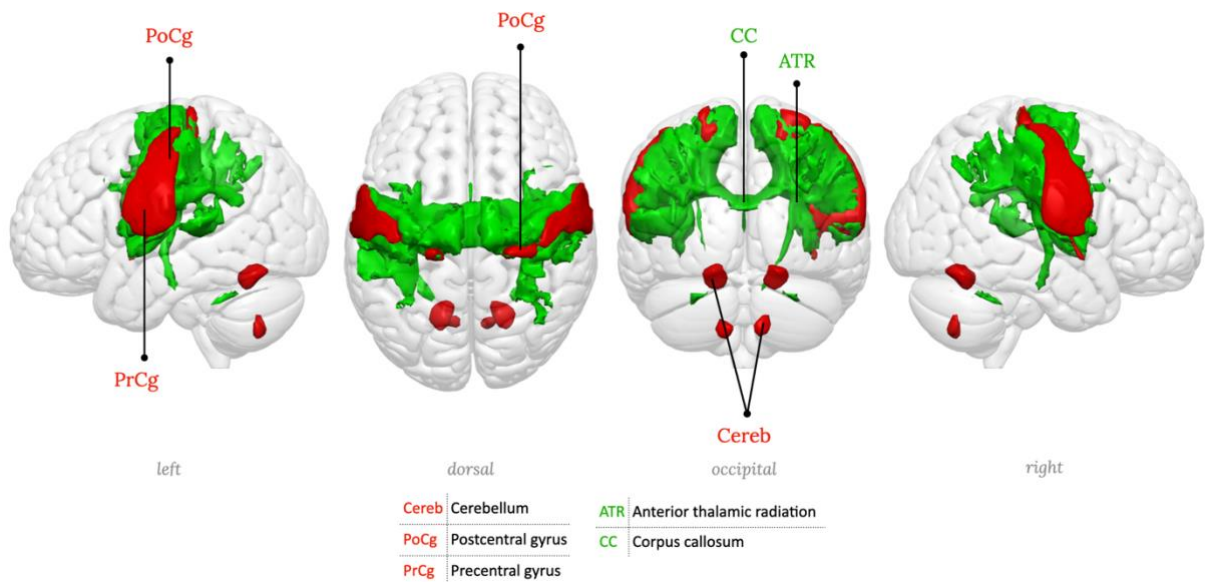 PoCg
PoCg
CC
ATR
PrCg
Cereb
left
dorsal
occipital
right
Cereb Cerebellum
PoCg Postcentral gyrus
PrCg Precentral gyrus
ATR Anterior thalamic radiation
CC Corpus callosum